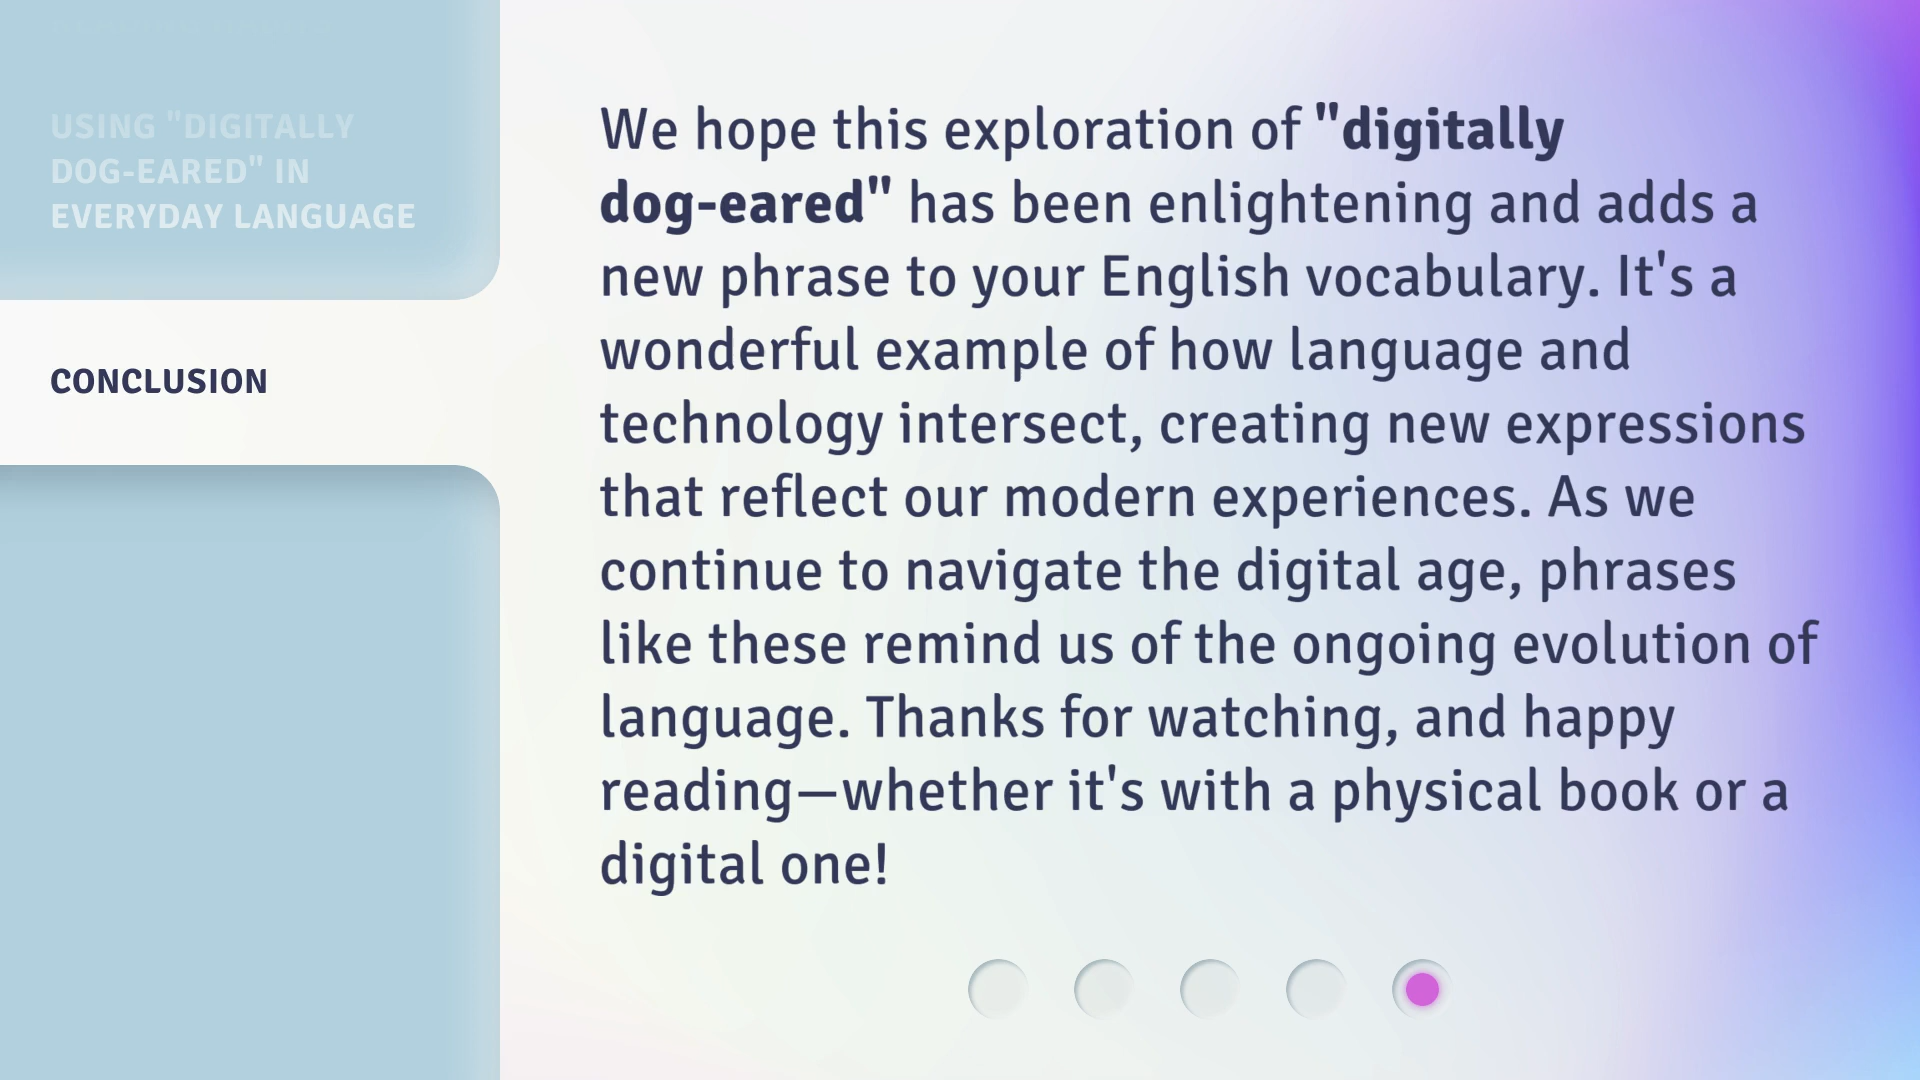 USING "DIGITALLY
DOG-EARED" IN
EVERYDAY LANGUAGE
CONCLUSION
We hope this exploration of "digitally
dog-eared" has been enlightening and adds a
new phrase to your English vocabulary. It's a
wonderful example of how language and
technology intersect, creating new expressions
that reflect our modern experiences. As we
continue to navigate the digital age, phrases
like these remind us of the ongoing evolution of
language. Thanks for watching, and happy
reading—whether it's with a physical book or a
digital one!